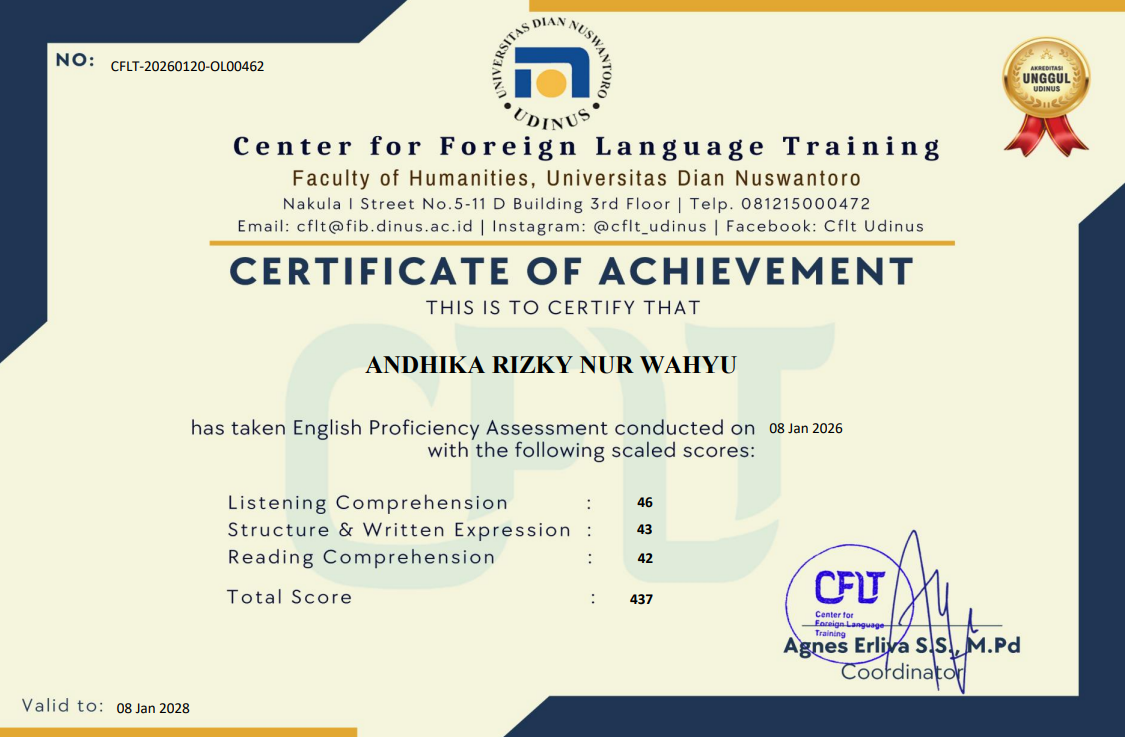 NO: CFLT-20260120-OL00462
UNIVERSITAS DIAN NUSWANTORO
• UDINUS •
AKREDITASI
UNGGUL
UDINUS
Center for Foreign Language Training
Faculty of Humanities, Universitas Dian Nuswantoro
Nakula I Street No.5-11 D Building 3rd Floor | Telp. 081215000472
Email: cflt@fib.dinus.ac.id | Instagram: @cflt_udinus | Facebook: Cflt Udinus
CERTIFICATE OF ACHIEVEMENT
THIS IS TO CERTIFY THAT
CFLT
ANDHIKA RIZKY NUR WAHYU
has taken English Proficiency Assessment conducted on 08 Jan 2026
with the following scaled scores:
Listening Comprehension : 46
Structure & Written Expression : 43
Reading Comprehension : 42
Total Score : 437
CFLT
Center for
Foreign Language
Training
Agnes Erliva S.S., M.Pd
Coordinator
Valid to: 08 Jan 2028